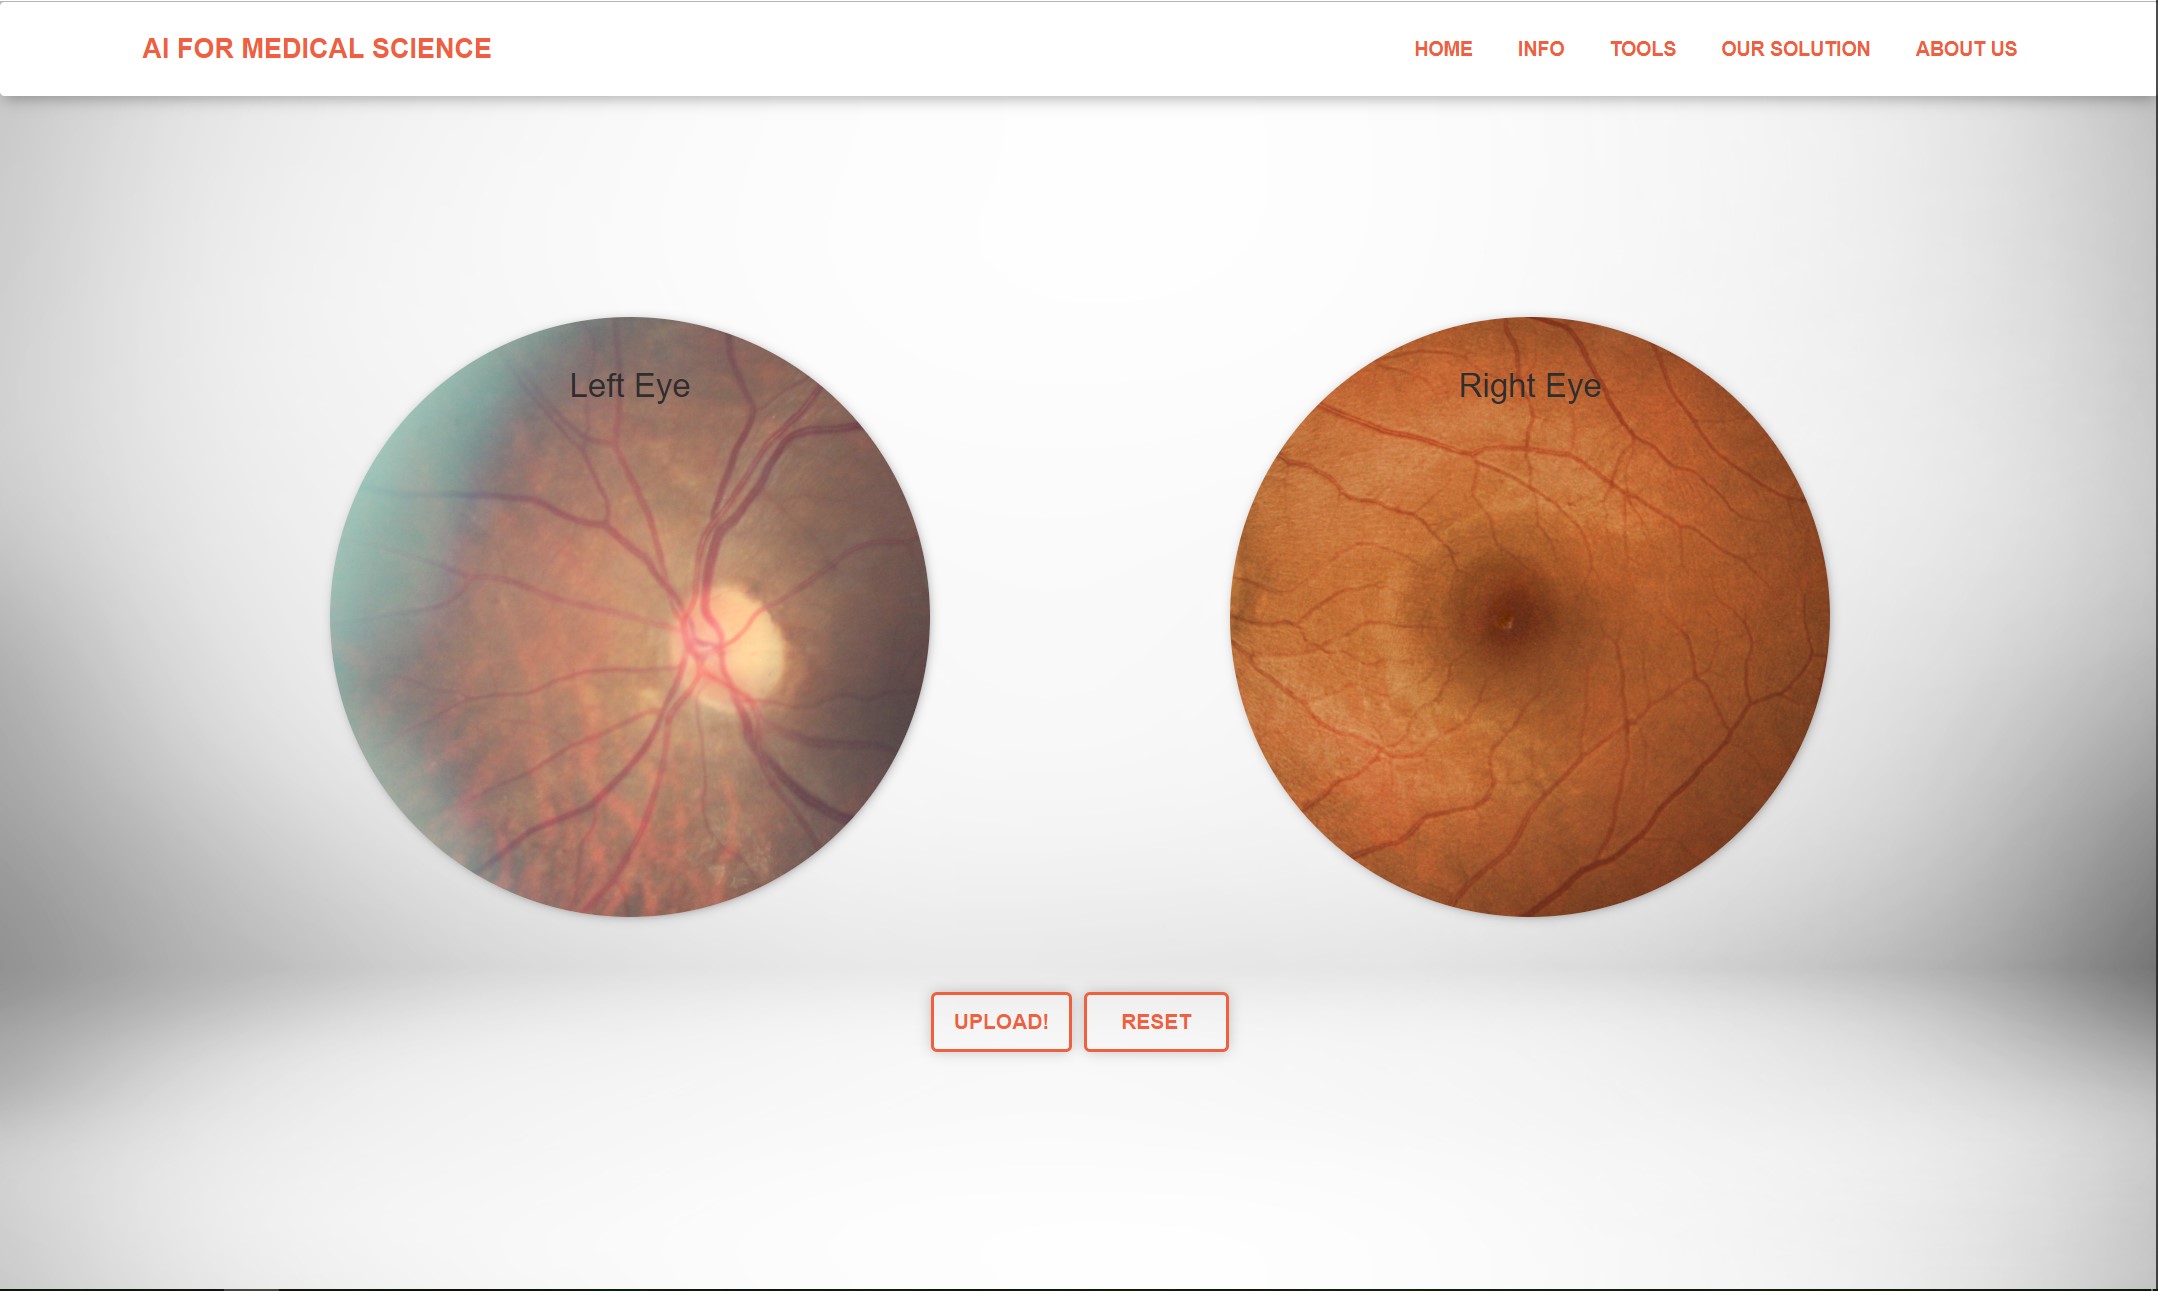 AI FOR MEDICAL SCIENCE
HOME INFO TOOLS OUR SOLUTION ABOUT US
Left Eye
Right Eye
UPLOAD!
RESET